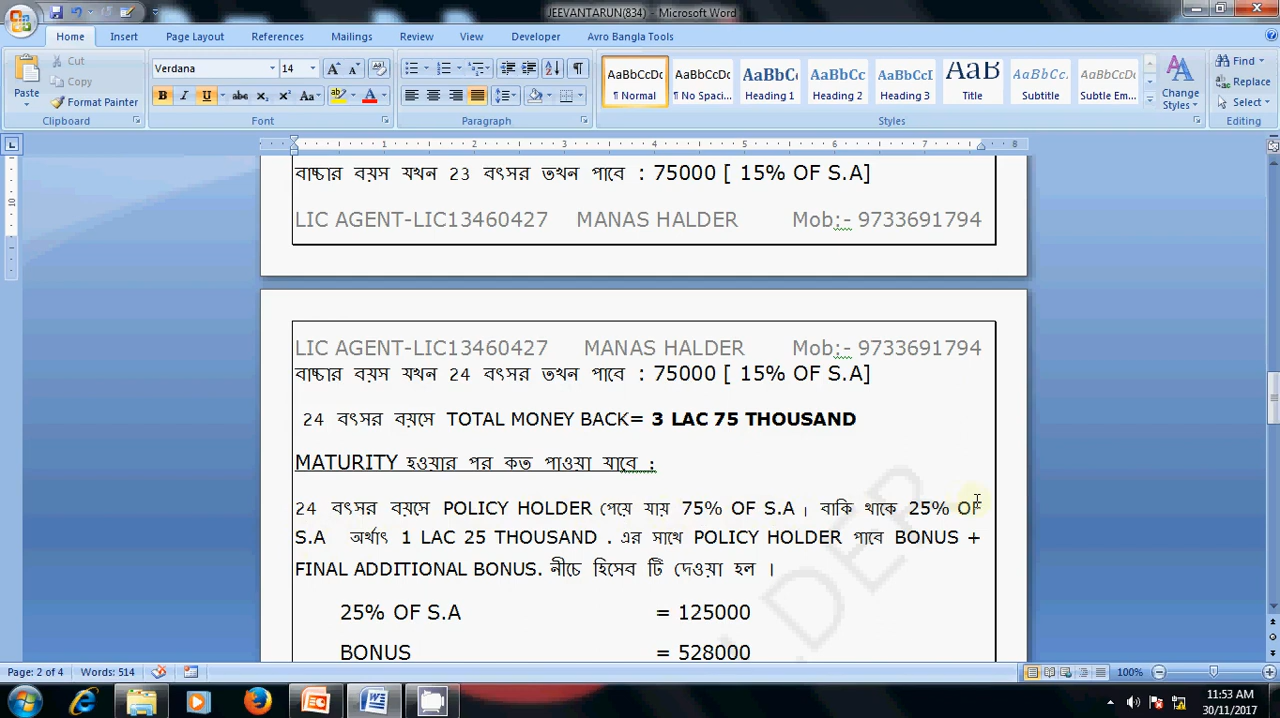 JEEVANTARUN(834) - Microsoft Word
Home Insert Page Layout References Mailings Review View Developer Avro Bangla Tools
Paste
Cut
Copy
Format Painter
Clipboard
Verdana 14
Font
Paragraph
AaBbCcDc AaBbCcDc AaBbC AaBbCc AaBbCcI AaB AaBbCcI AaBbCcDc
¶ Normal ¶ No Spaci... Heading 1 Heading 2 Heading 3 Title Subtitle Subtle Em...
Styles
Change Styles
Find
Replace
Select
Editing
বাচ্চার বয়স যখন 23 বৎসর তখন পাবে : 75000 [ 15% OF S.A]
LIC AGENT-LIC13460427 MANAS HALDER Mob:- 9733691794
LIC AGENT-LIC13460427 MANAS HALDER Mob:- 9733691794
বাচ্চার বয়স যখন 24 বৎসর তখন পাবে : 75000 [ 15% OF S.A]
24 বৎসর বয়সে TOTAL MONEY BACK= 3 LAC 75 THOUSAND
MATURITY হওয়ার পর কত পাওয়া যাবে :
24 বৎসর বয়সে POLICY HOLDER পেয়ে যায় 75% OF S.A । বাকি থাকে 25% OF
S.A অর্থাৎ 1 LAC 25 THOUSAND . এর সাথে POLICY HOLDER পাবে BONUS +
FINAL ADDITIONAL BONUS. নীচে হিসেব টি দেওয়া হল ।
25% OF S.A = 125000
BONUS = 528000
Page: 2 of 4 Words: 514 100%
11:53 AM
30/11/2017